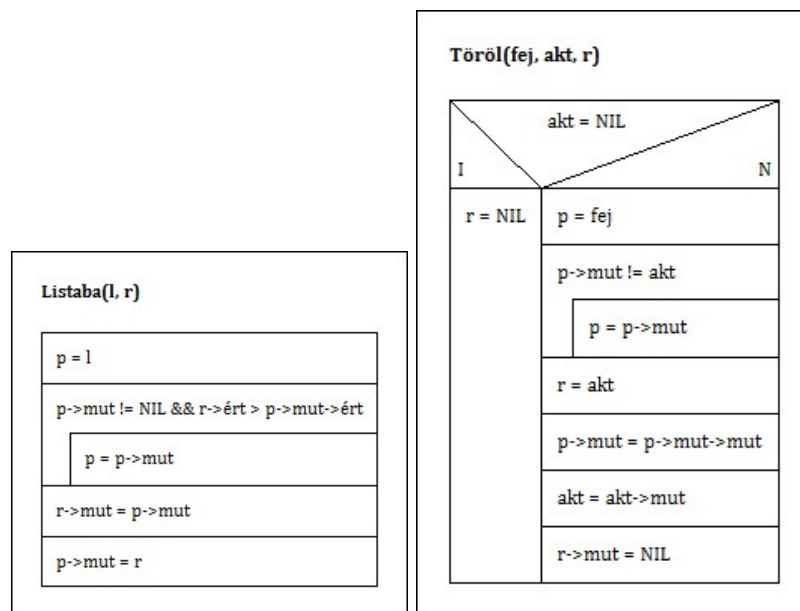 Listaba(l, r)
p = l
p->mut != NIL && r->ért > p->mut->ért
p = p->mut
r->mut = p->mut
p->mut = r
Töröl(fej, akt, r)
akt = NIL
I
N
r = NIL
p = fej
p->mut != akt
p = p->mut
r = akt
p->mut = p->mut->mut
akt = akt->mut
r->mut = NIL